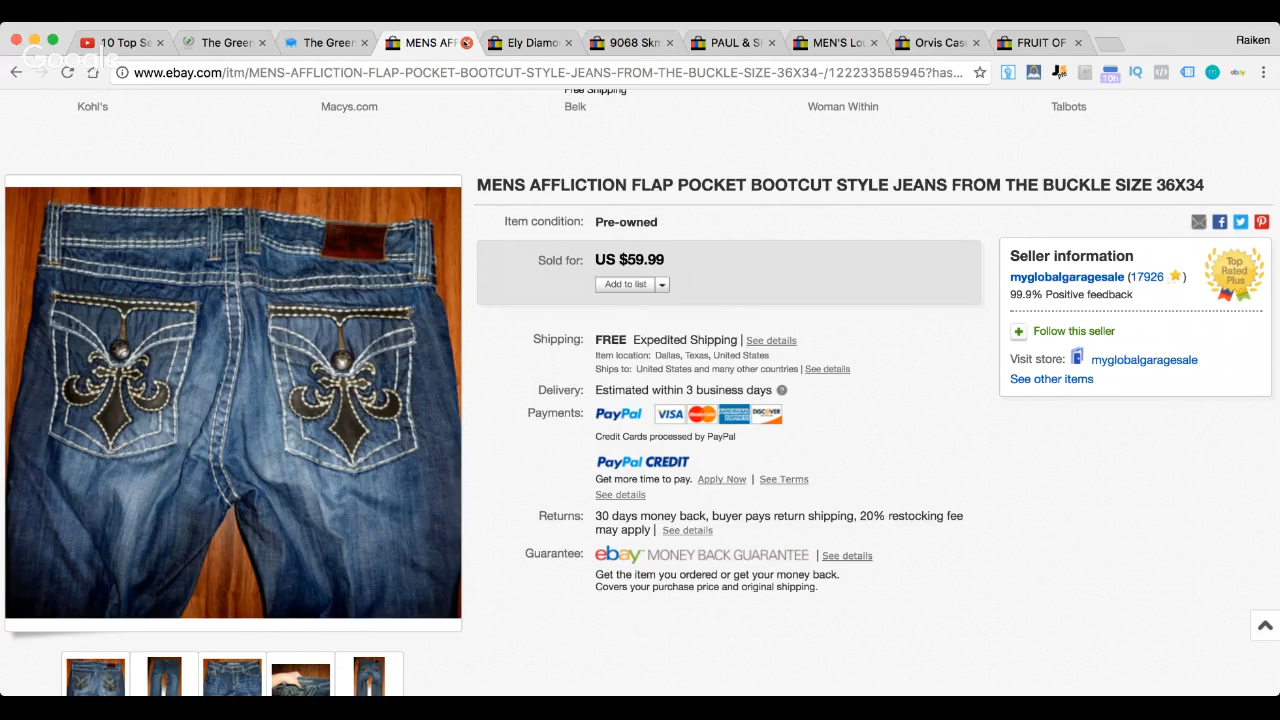 10 Top Se
The Green
The Green
MENS AFF
Ely Diamo
9068 Skm
PAUL & S
MEN'S Lou
Orvis Cas
FRUIT OF
Raiken
Google
www.ebay.com/itm/MENS-AFFLICTION-FLAP-POCKET-BOOTCUT-STYLE-JEANS-FROM-THE-BUCKLE-SIZE-36X34-/122233585945?has...
10h
IQ
ebay
Free Shipping
Kohl's
Macys.com
Belk
Woman Within
Talbots
MENS AFFLICTION FLAP POCKET BOOTCUT STYLE JEANS FROM THE BUCKLE SIZE 36X34
Item condition: Pre-owned
Sold for: US $59.99
Add to list
Shipping: FREE Expedited Shipping | See details
Item location: Dallas, Texas, United States
Ships to: United States and many other countries | See details
Delivery: Estimated within 3 business days ?
Payments: PayPal VISA MasterCard AMERICAN EXPRESS DISCOVER
Credit Cards processed by PayPal
PayPal CREDIT
Get more time to pay. Apply Now | See Terms
See details
Returns: 30 days money back, buyer pays return shipping, 20% restocking fee
may apply | See details
Guarantee: ebay MONEY BACK GUARANTEE | See details
Get the item you ordered or get your money back.
Covers your purchase price and original shipping.
Seller information
myglobalgaragesale (17926 )
99.9% Positive feedback
Top
Rated
Plus
Follow this seller
Visit store: myglobalgaragesale
See other items